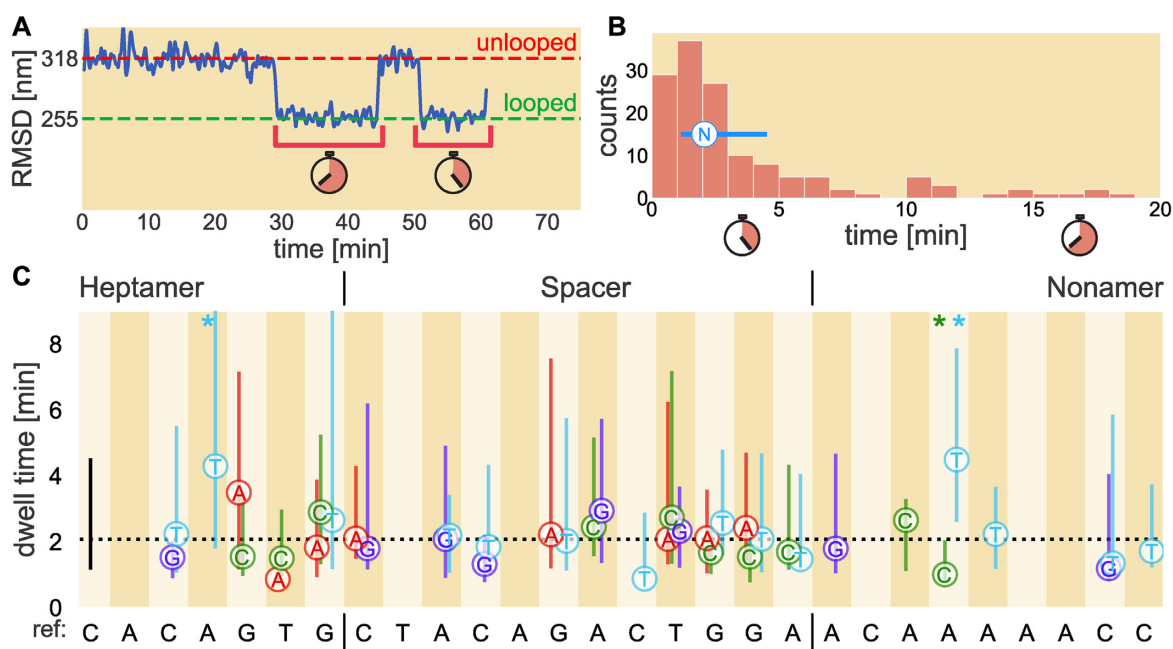 A
RMSD [nm]
318
255
unlooped
looped
0 10 20 30 40 50 60 70
time [min]
B
counts
30
20
10
0
N
0 5 10 15 20
time [min]
C
Heptamer Spacer Nonamer
dwell time [min]
8
6
4
2
0
* * *
T G T A C C A C A T A G G T G T A T C G T A C G A T C A T C A C T G C C T T G T T
ref: C A C A G T G C T A C A G A C T G G A A C A A A A A C C